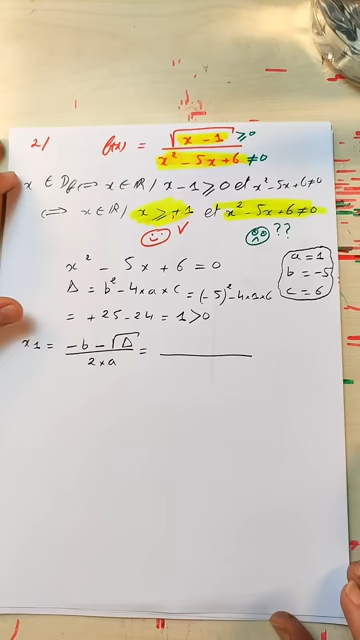 2/ f(x) = √(x - 1) ≥0 / (x² - 5x + 6) ≠0
x ∈ Df ⟺ x ∈ ℝ / x - 1 ≥ 0 et x² - 5x + 6 ≠ 0
⟺ x ∈ ℝ / x ≥ +1 et x² - 5x + 6 ≠ 0
✓ ??
a = 1
b = -5
c = 6
x² - 5x + 6 = 0
Δ = b² - 4 × a × c = (-5)² - 4×1×6
= +25 - 24 = 1 > 0
x1 = (-b - √Δ) / (2 × a) =